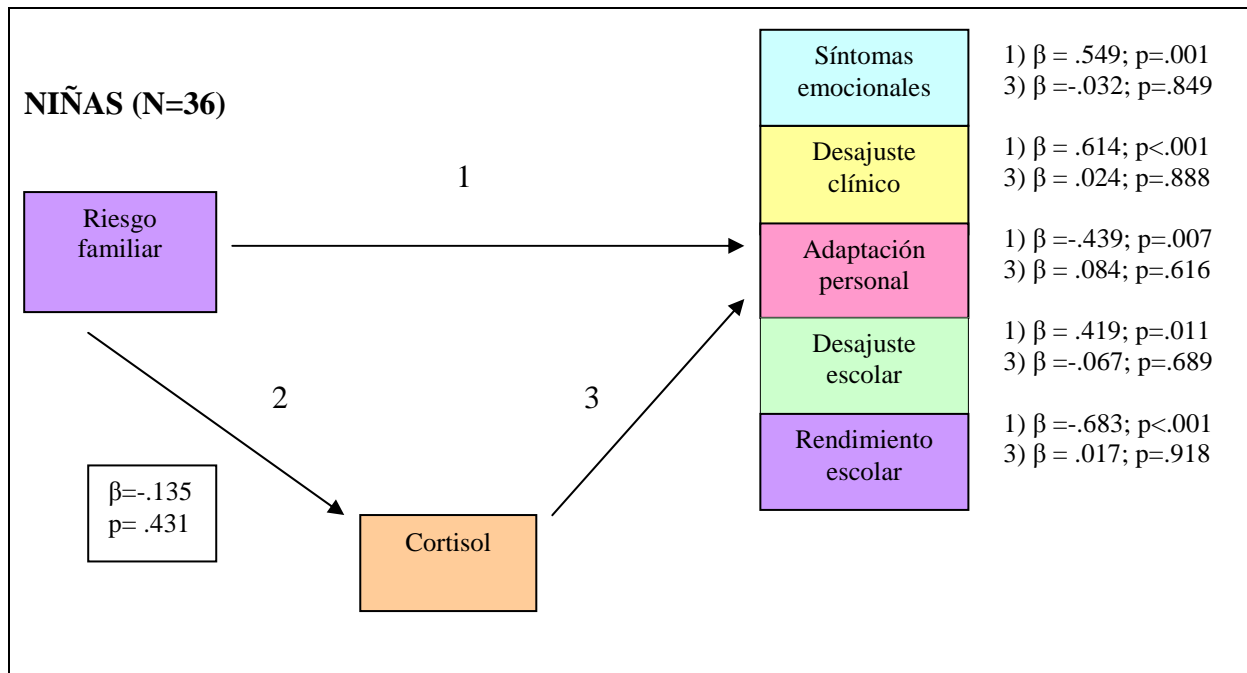 NIÑAS (N=36)
Riesgo
familiar
1
2
3
β=-.135
p= .431
Cortisol
Síntomas
emocionales
1) β = .549; p=.001
3) β =-.032; p=.849
Desajuste
clínico
1) β = .614; p<.001
3) β = .024; p=.888
Adaptación
personal
1) β =-.439; p=.007
3) β = .084; p=.616
Desajuste
escolar
1) β = .419; p=.011
3) β =-.067; p=.689
Rendimiento
escolar
1) β =-.683; p<.001
3) β = .017; p=.918